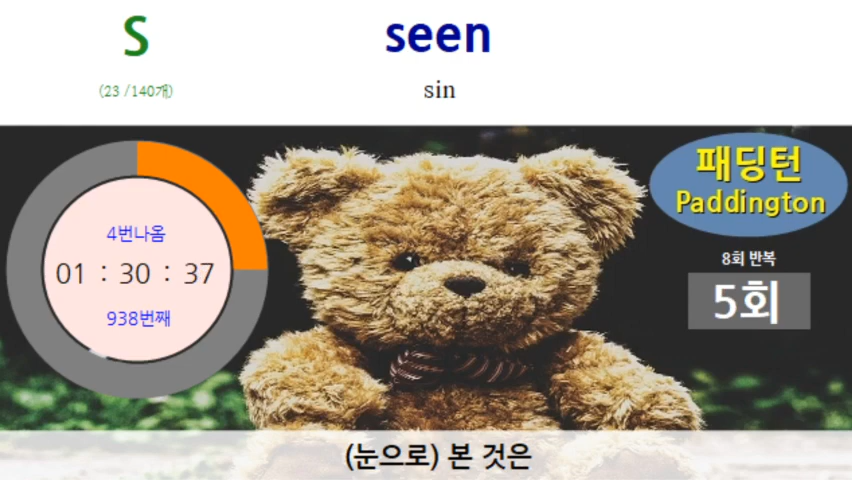 S
(23 /140개)
seen
sin
4번나옴
01 : 30 : 37
938번째
패딩턴
Paddington
8회 반복
5회
(눈으로) 본 것은